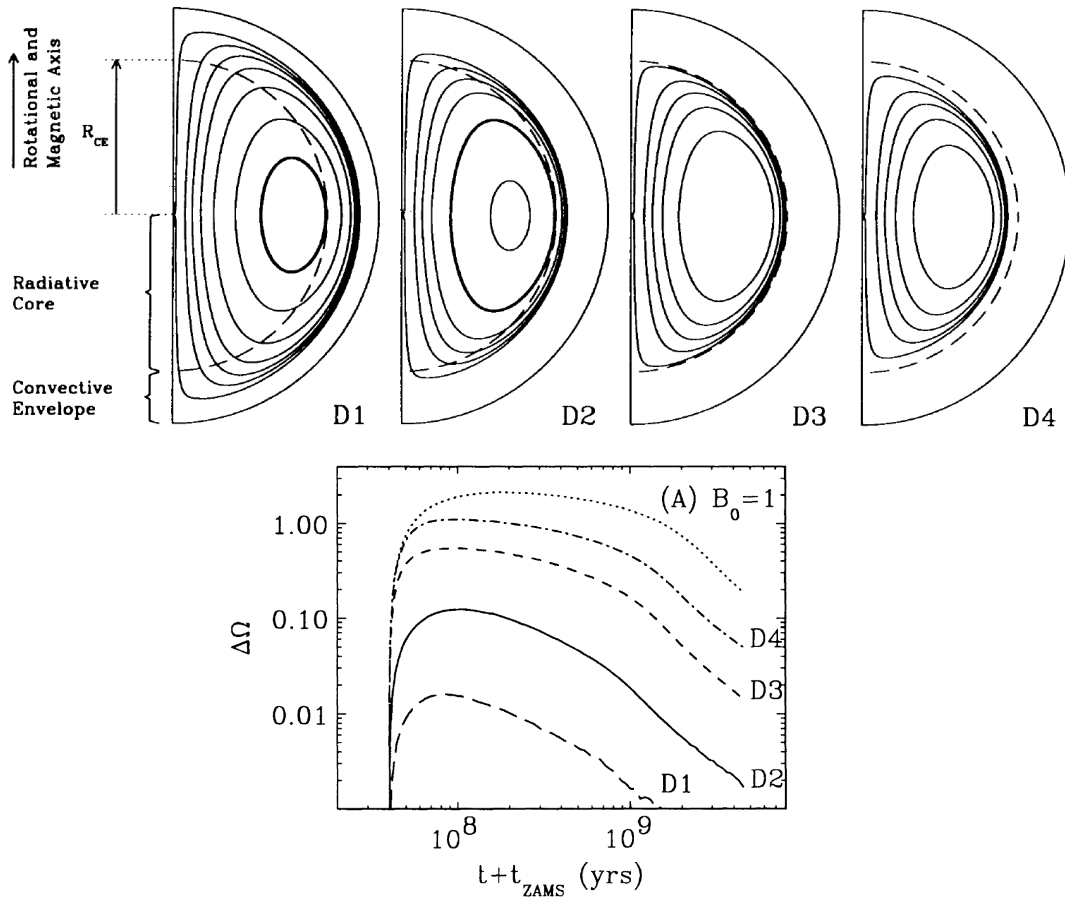 Rotational and
Magnetic Axis
R_CE
Radiative
Core
Convective
Envelope
D1
D2
D3
D4
(A) B_0=1
ΔΩ
1.00
0.10
0.01
D4
D3
D2
D1
10^8
10^9
t+t_ZAMS (yrs)